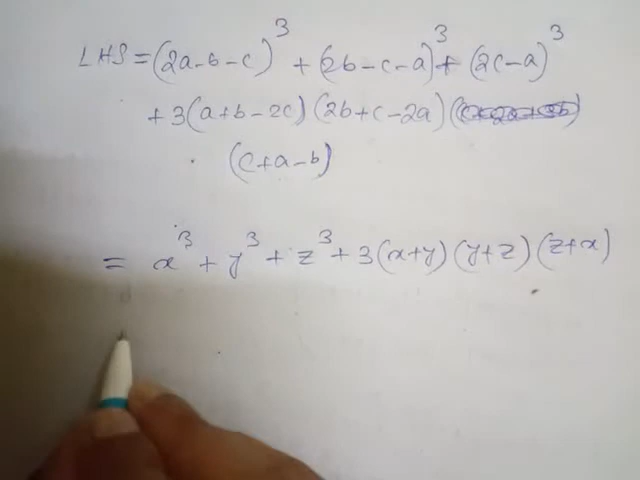 LHS = (2a-b-c)³ + (2b-c-a)³ + (2c-a)³
+ 3(a+b-2c) (2b+c-2a)
(c+a-b)
= x³ + y³ + z³ + 3(x+y) (y+z) (z+x)